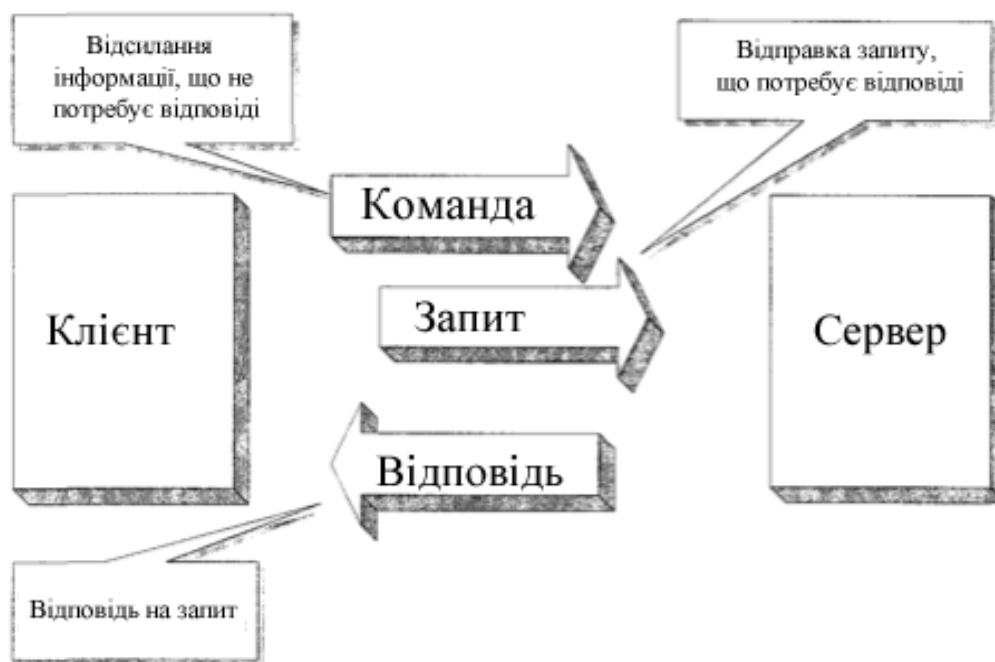 Відсилання
інформації, що не
потребує відповіді
Відправка запиту,
що потребує відповіді
Команда
Запит
Клієнт
Сервер
Відповідь
Відповідь на запит